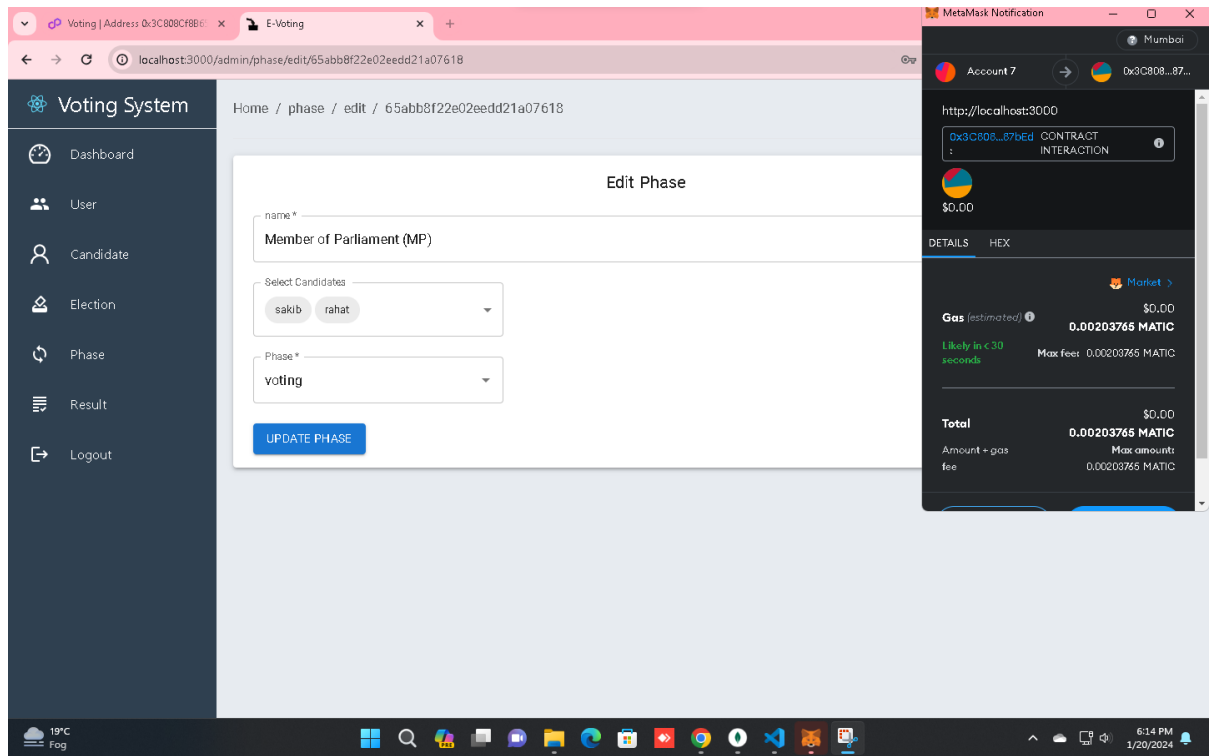 Voting | Address 0x3C808Cf8B6
E-Voting
localhost:3000/admin/phase/edit/65abb8f22e02eedd21a07618
Voting System
Dashboard
User
Candidate
Election
Phase
Result
Logout
Home / phase / edit / 65abb8f22e02eedd21a07618
Edit Phase
name *
Member of Parliament (MP)
Select Candidates
sakib rahat
Phase *
voting
UPDATE PHASE
MetaMask Notification
Mumbai
Account 7 0x3C808...87...
http://localhost:3000
0x3C808...87bEd CONTRACT
: INTERACTION
$0.00
DETAILS HEX
Market >
$0.00
Gas (estimated) 0.00203765 MATIC
Likely in < 30
seconds Max fee: 0.00203765 MATIC
$0.00
Total 0.00203765 MATIC
Amount + gas Max amount:
fee 0.00203765 MATIC
19°C
Fog
6:14 PM
1/20/2024